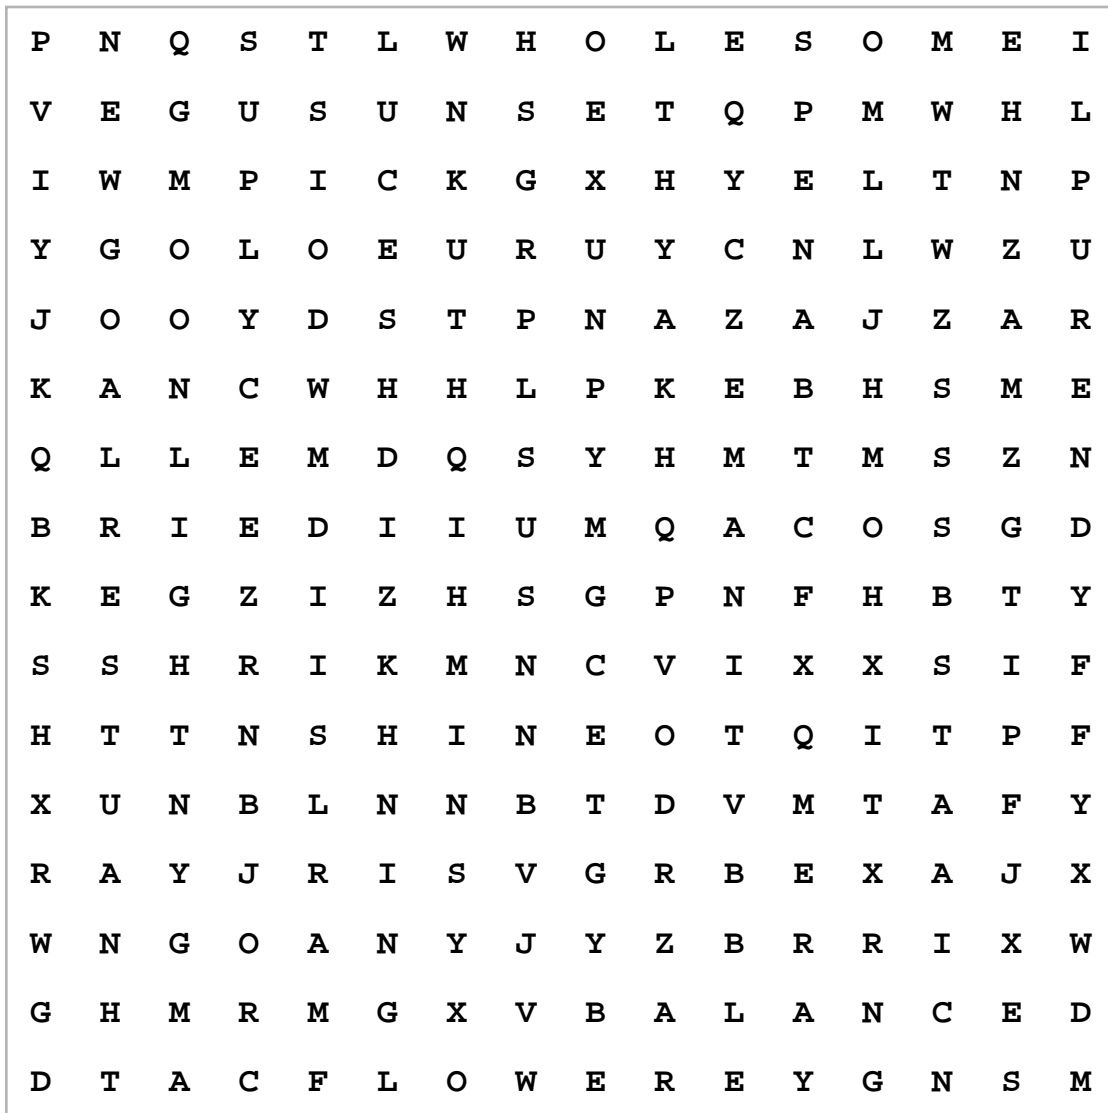 P N Q S T L W H O L E S O M E I
V E G U S U N S E T Q P M W H L
I W M P I C K G X H Y E L T N P
Y G O L O E U R U Y C N L W Z U
J O O Y D S T P N A Z A J Z A R
K A N C W H H L P K E B H S M E
Q L L E M D Q S Y H M T M S Z N
B R I E D I I U M Q A C O S G D
K E G Z I Z H S G P N F H B T Y
S S H R I K M N C V I X X S I F
H T T N S H I N E O T Q I T P F
X U N B L N N B T D V M T A F Y
R A Y J R I S V G R B E X A J X
W N G O A N Y J Y Z B R R I X W
G H M R M G X V B A L A N C E D
D T A C F L O W E R E Y G N S M